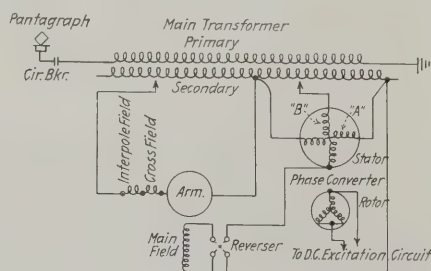 Pantagraph
Main Transformer
Primary
Cir. Bkr.
Secondary
Interpole Field
Cross Field
"B"
"A"
Stator
Arm.
Phase Converter
Rotor
Main
Field
Reverser
To D.C. Excitation Circuit